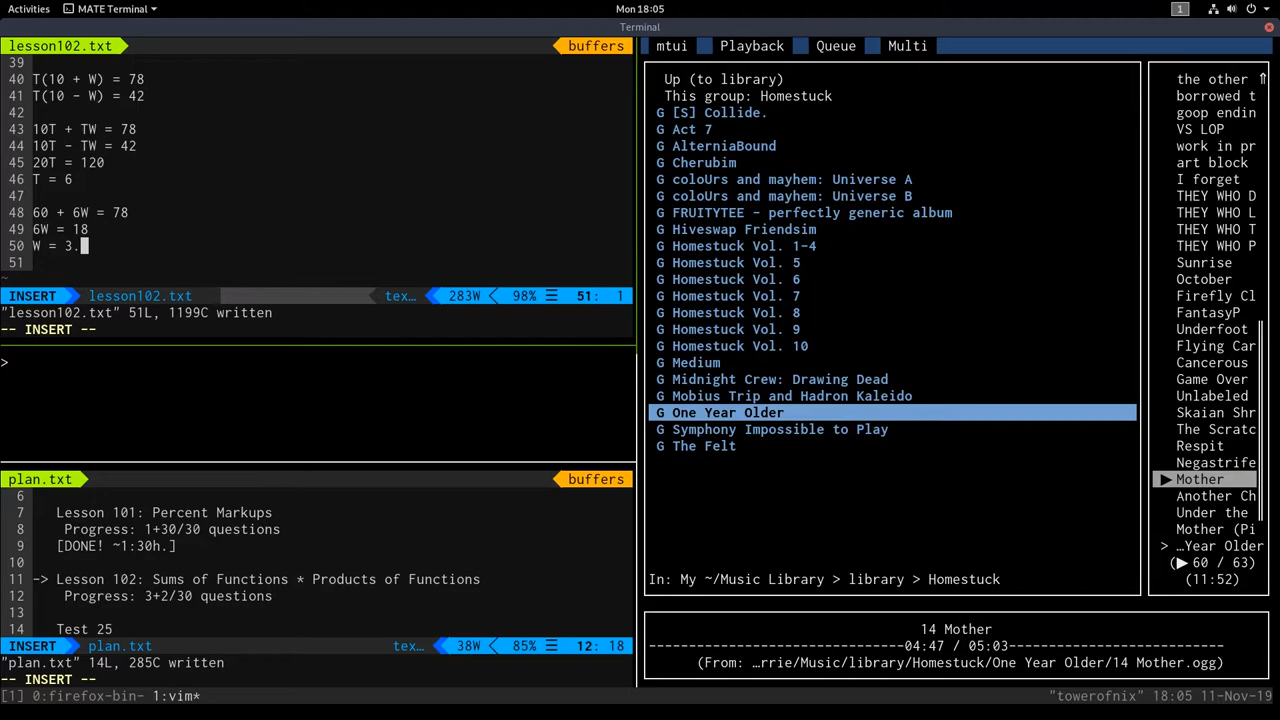 Activities MATE Terminal Mon 18:05 1
Terminal
lesson102.txt buffers
39
40 T(10 + W) = 78
41 T(10 - W) = 42
42
43 10T + TW = 78
44 10T - TW = 42
45 20T = 120
46 T = 6
47
48 60 + 6W = 78
49 6W = 18
50 W = 3.
51
~
INSERT lesson102.txt tex… 283W 98% ☰ 51: 1
"lesson102.txt" 51L, 1199C written
-- INSERT --
>
plan.txt buffers
6
7 Lesson 101: Percent Markups
8 Progress: 1+30/30 questions
9 [DONE! ~1:30h.]
10
11 -> Lesson 102: Sums of Functions * Products of Functions
12 Progress: 3+2/30 questions
13
14 Test 25
INSERT plan.txt tex… 38W 85% ☰ 12: 18
"plan.txt" 14L, 285C written
-- INSERT --
mtui Playback Queue Multi
Up (to library)
This group: Homestuck
G [S] Collide.
G Act 7
G AlterniaBound
G Cherubim
G coloUrs and mayhem: Universe A
G coloUrs and mayhem: Universe B
G FRUITYTEE - perfectly generic album
G Hiveswap Friendsim
G Homestuck Vol. 1-4
G Homestuck Vol. 5
G Homestuck Vol. 6
G Homestuck Vol. 7
G Homestuck Vol. 8
G Homestuck Vol. 9
G Homestuck Vol. 10
G Medium
G Midnight Crew: Drawing Dead
G Mobius Trip and Hadron Kaleido
G One Year Older
G Symphony Impossible to Play
G The Felt
In: My ~/Music Library > library > Homestuck
the other ⇑
borrowed t
goop endin
VS LOP
work in pr
art block
I forget
THEY WHO D
THEY WHO L
THEY WHO T
THEY WHO P
Sunrise
October
Firefly Cl
FantasyP
Underfoot
Flying Car
Cancerous
Game Over
Unlabeled
Skaian Shr
The Scratc
Respit
Negastrife
▶ Mother
Another Ch
Under the
Mother (Pi
> …Year Older
(▶ 60 / 63)
(11:52)
14 Mother
----------------------------04:47 / 05:03---------------------------
(From: …rrie/Music/library/Homestuck/One Year Older/14 Mother.ogg)
[1] 0:firefox-bin- 1:vim* "towerofnix" 18:05 11-Nov-19